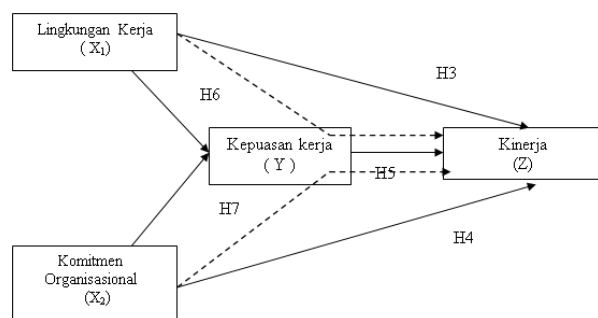 Lingkungan Kerja
( X₁)
H3
H6
Kepuasan kerja
( Y )
Kinerja
(Z)
H5
H7
H4
Komitmen
Organisasional
(X₂)